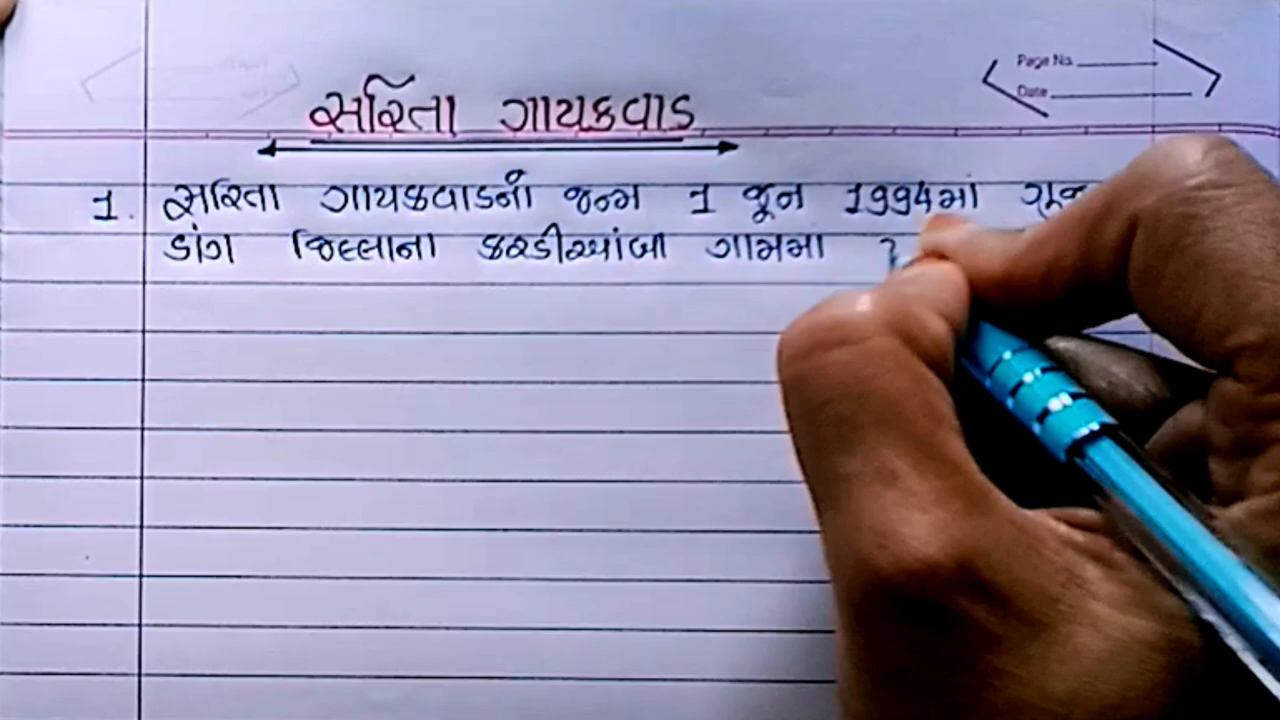 Page No.
Date
સરિતા ગાયકવાડ
1. સરિતા ગાયકવાડનો જન્મ 1 જૂન 1994માં
ડાંગ જિલ્લાના કરડીઆંબા ગામમા